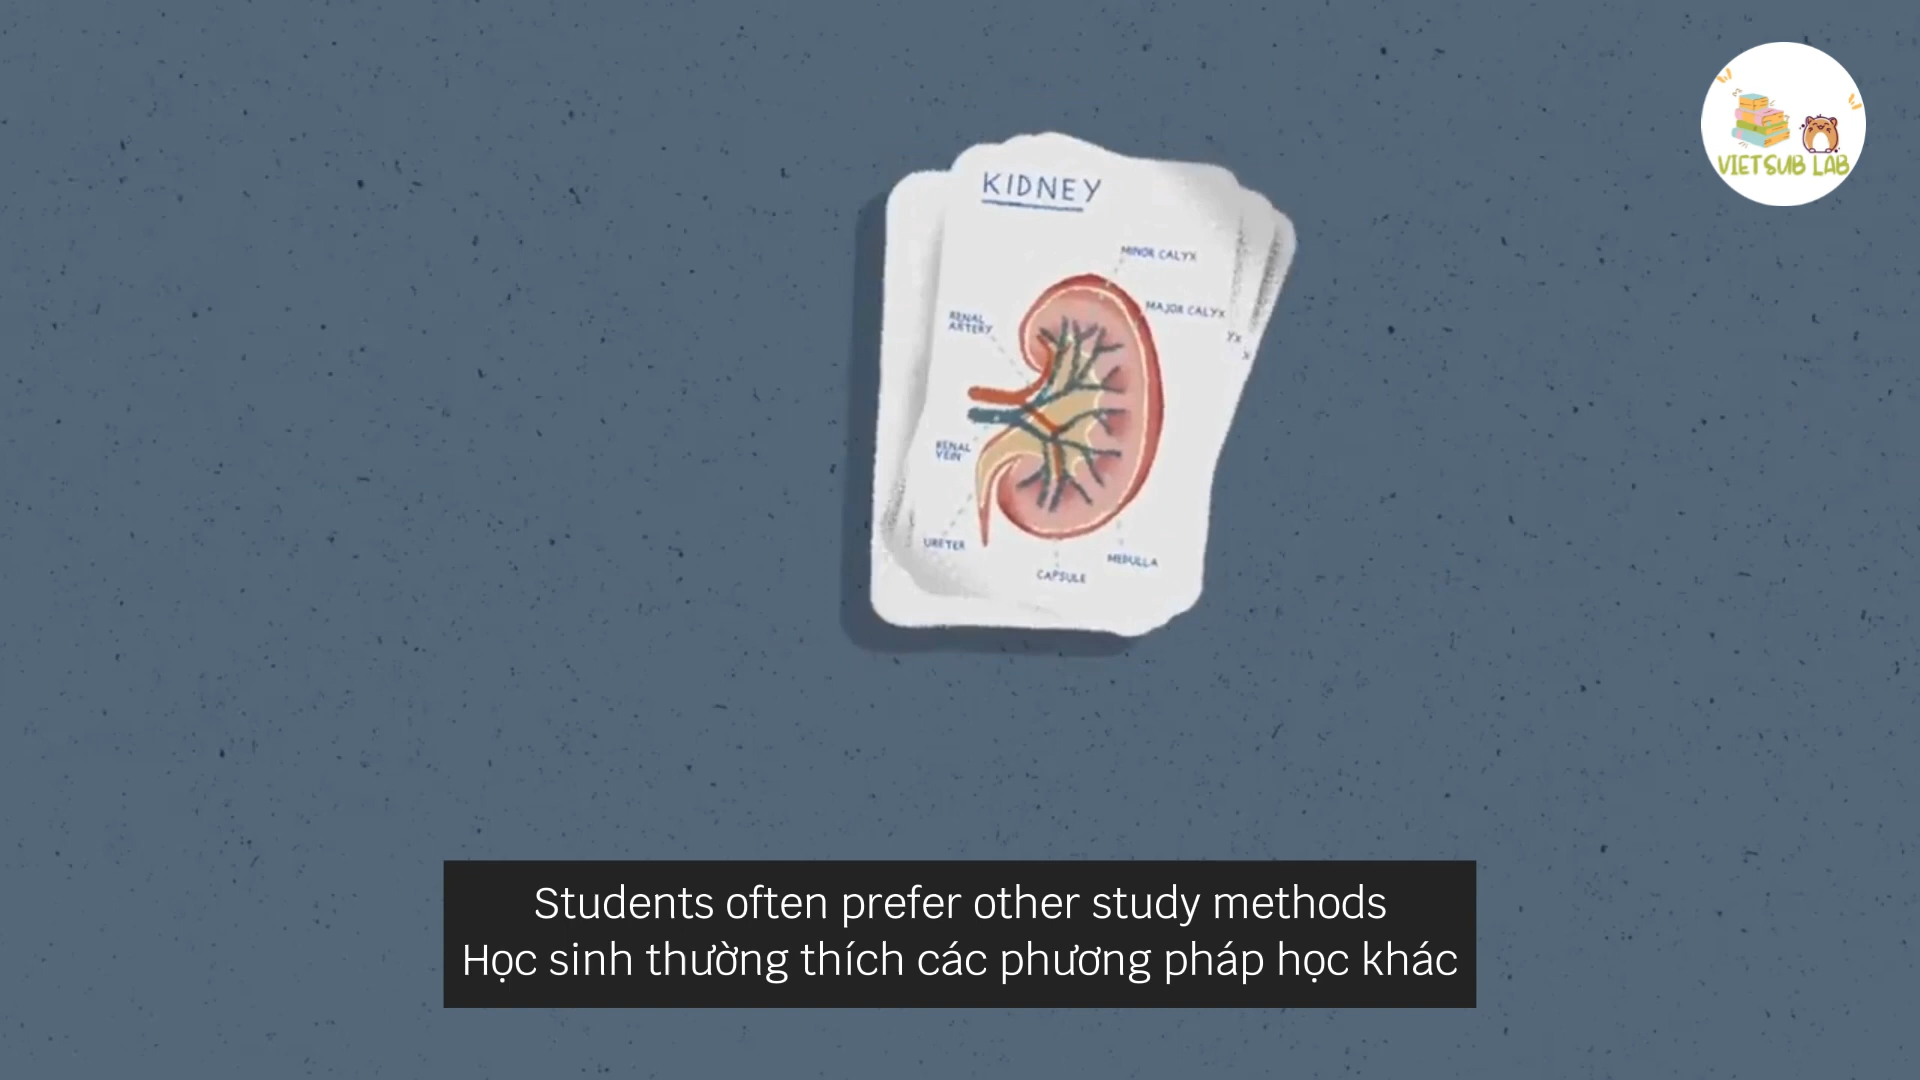 VIETSUB LAB
KIDNEY
MINOR CALYX
MAJOR CALYX
RENAL
ARTERY
YX
X
RENAL
VEIN
URETER
MEDULLA
CAPSULE
Students often prefer other study methods
Học sinh thường thích các phương pháp học khác